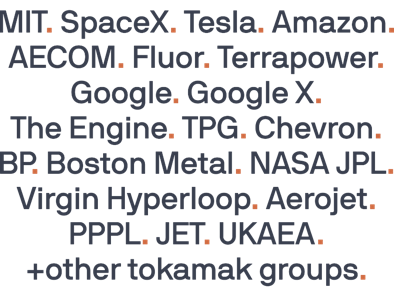 MIT. SpaceX. Tesla. Amazon.
AECOM. Fluor. Terrapower.
Google. Google X.
The Engine. TPG. Chevron.
BP. Boston Metal. NASA JPL.
Virgin Hyperloop. Aerojet.
PPPL. JET. UKAEA.
+other tokamak groups.